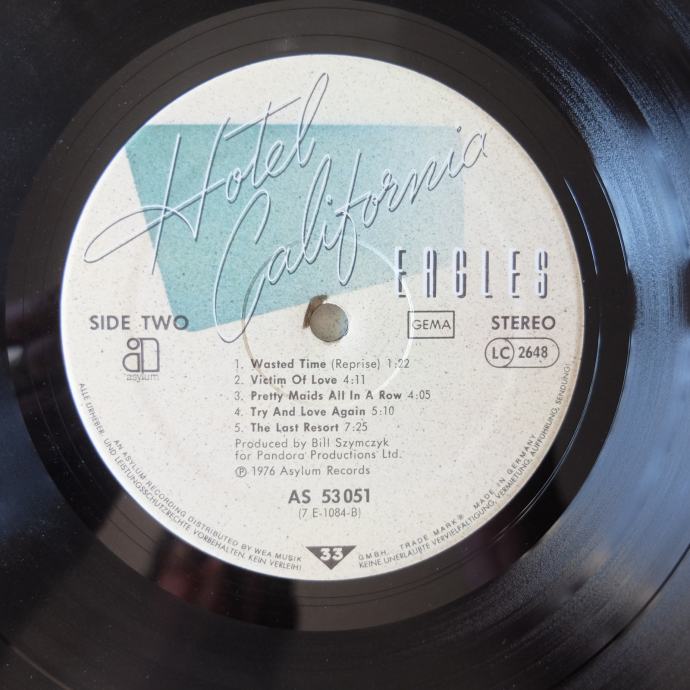 Hotel
California
EAGLES
SIDE TWO
GEMA
STEREO
asylum
LC 2648
1. Wasted Time (Reprise) 1:22
2. Victim Of Love 4:11
3. Pretty Maids All In A Row 4:05
4. Try And Love Again 5:10
5. The Last Resort 7:25
Produced by Bill Szymczyk
for Pandora Productions Ltd.
Ⓟ 1976 Asylum Records
AS 53 051
(7 E-1084-B)
33
AN ASYLUM RECORDING DISTRIBUTED BY WEA MUSIK GMBH. TRADE MARK ® MADE IN GERMANY
ALLE URHEBER- UND LEISTUNGSSCHUTZRECHTE VORBEHALTEN. KEIN VERLEIH! KEINE UNERLAUBTE VERVIELFÄLTIGUNG, VERMIETUNG, AUFFÜHRUNG, SENDUNG!